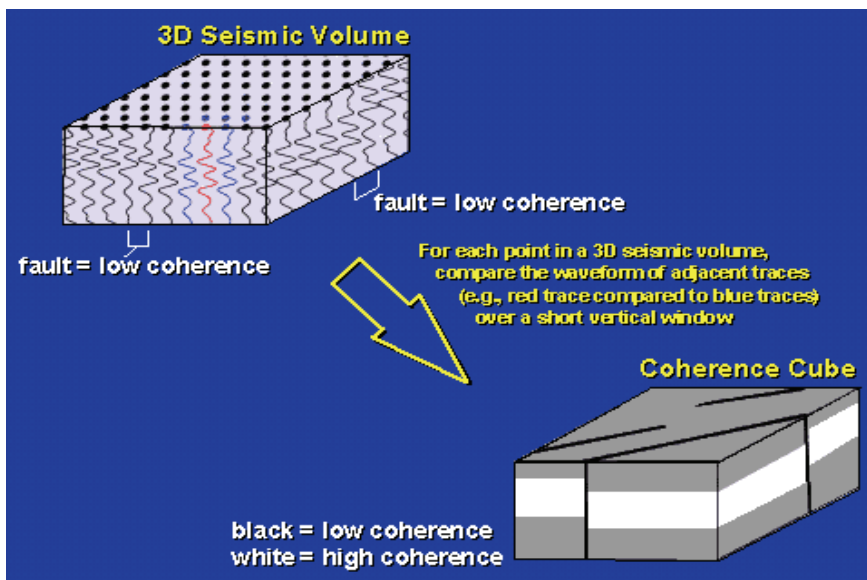 3D Seismic Volume
fault = low coherence
fault = low coherence
For each point in a 3D seismic volume,
compare the waveform of adjacent traces
(e.g., red trace compared to blue traces)
over a short vertical window
Coherence Cube
black = low coherence
white = high coherence